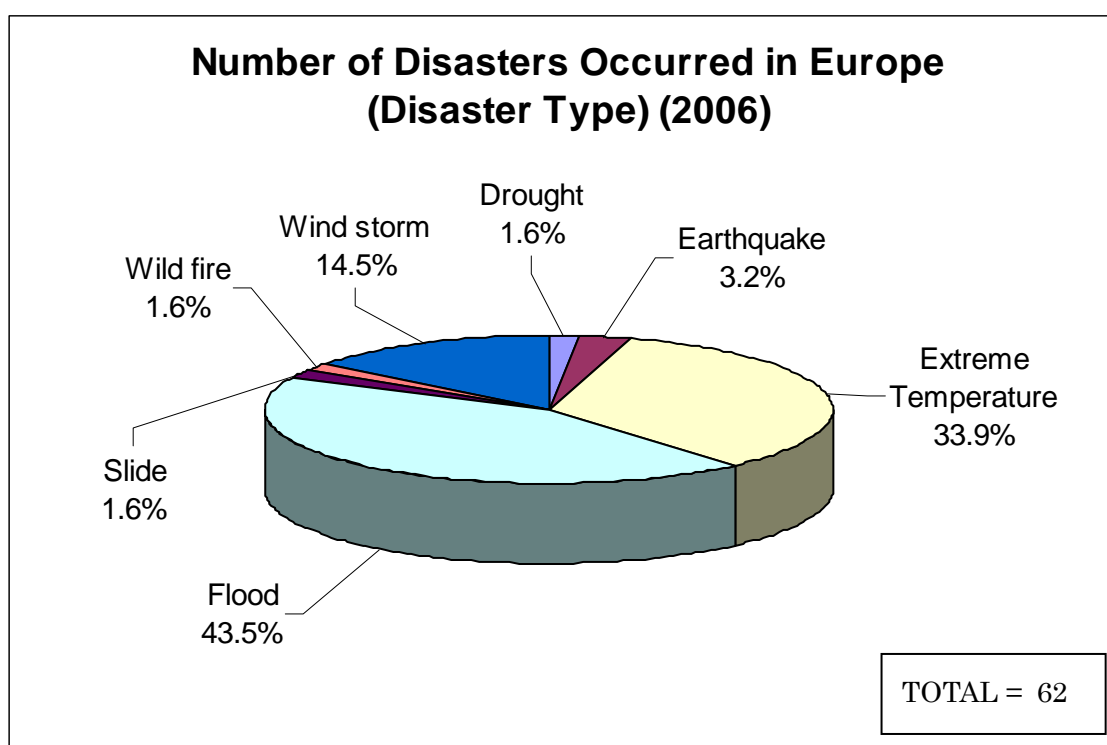 Number of Disasters Occurred in Europe
(Disaster Type) (2006)
Drought
1.6%
Earthquake
3.2%
Extreme
Temperature
33.9%
Flood
43.5%
Slide
1.6%
Wild fire
1.6%
Wind storm
14.5%
TOTAL = 62